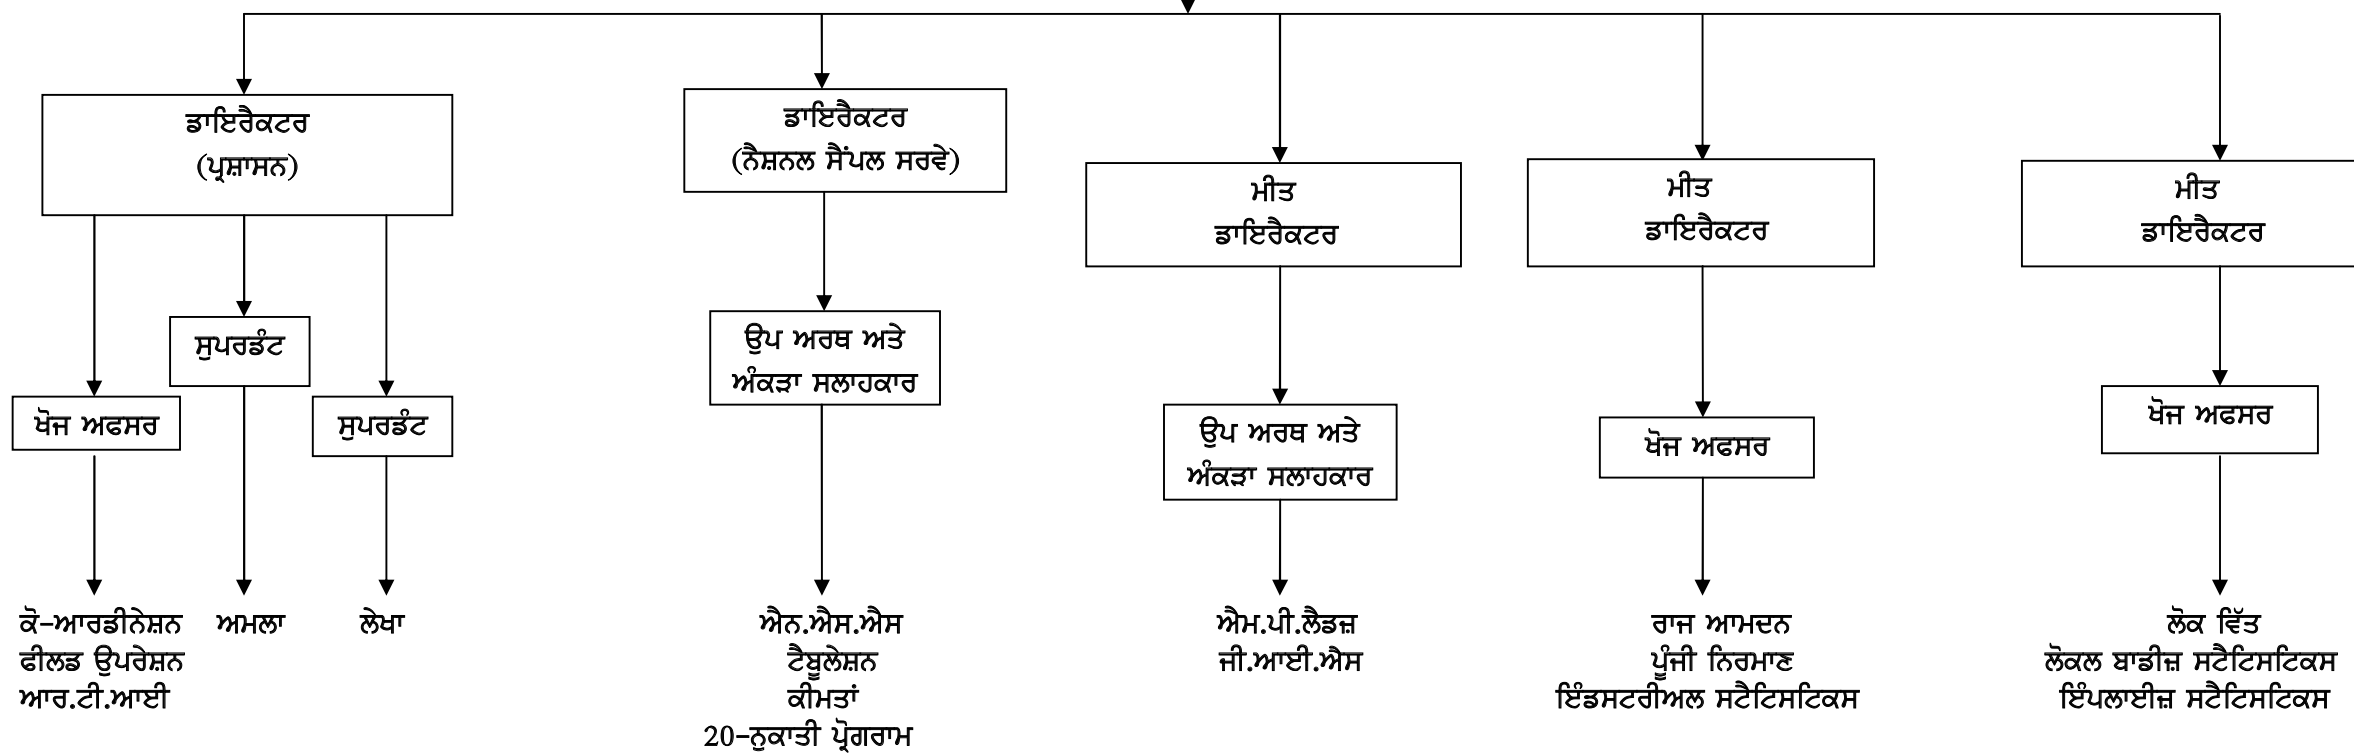 ਡਾਇਰੈਕਟਰ
(ਪ੍ਰਸ਼ਾਸਨ)
ਡਾਇਰੈਕਟਰ
(ਨੈਸ਼ਨਲ ਸੈਂਪਲ ਸਰਵੇ)
ਮੀਤ
ਡਾਇਰੈਕਟਰ
ਮੀਤ
ਡਾਇਰੈਕਟਰ
ਮੀਤ
ਡਾਇਰੈਕਟਰ
ਸੁਪਰਡੰਟ
ਖੋਜ ਅਫਸਰ
ਸੁਪਰਡੰਟ
ਉਪ ਅਰਥ ਅਤੇ
ਅੰਕੜਾ ਸਲਾਹਕਾਰ
ਉਪ ਅਰਥ ਅਤੇ
ਅੰਕੜਾ ਸਲਾਹਕਾਰ
ਖੋਜ ਅਫਸਰ
ਖੋਜ ਅਫਸਰ
ਕੋ-ਆਰਡੀਨੇਸ਼ਨ
ਫੀਲਡ ਉਪਰੇਸ਼ਨ
ਆਰ.ਟੀ.ਆਈ
ਅਮਲਾ
ਲੇਖਾ
ਐਨ.ਐਸ.ਐਸ
ਟੈਬੂਲੇਸ਼ਨ
ਕੀਮਤਾਂ
20-ਨੁਕਾਤੀ ਪ੍ਰੋਗਰਾਮ
ਐਮ.ਪੀ.ਲੈਡਜ਼
ਜੀ.ਆਈ.ਐਸ
ਰਾਜ ਆਮਦਨ
ਪੂੰਜੀ ਨਿਰਮਾਣ
ਇੰਡਸਟਰੀਅਲ ਸਟੈਟਿਸਟਿਕਸ
ਲੋਕ ਵਿੱਤ
ਲੋਕਲ ਬਾਡੀਜ਼ ਸਟੈਟਿਸਟਿਕਸ
ਇੰਪਲਾਈਜ਼ ਸਟੈਟਿਸਟਿਕਸ